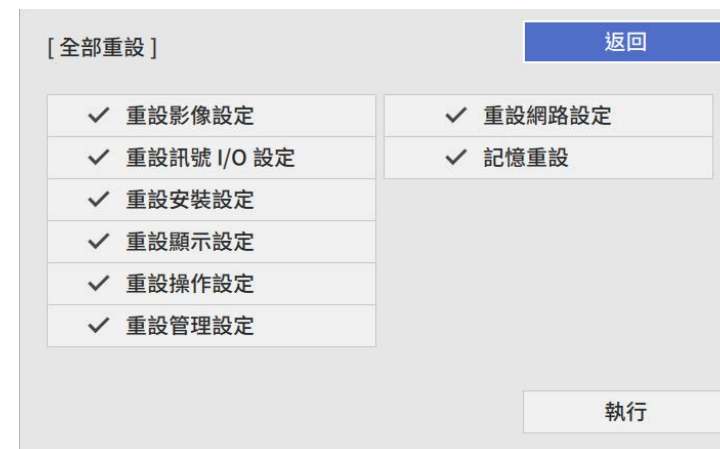 [ 全部重設 ]
返回
重設影像設定
重設訊號 I/O 設定
重設安裝設定
重設顯示設定
重設操作設定
重設管理設定
重設網路設定
記憶重設
執行